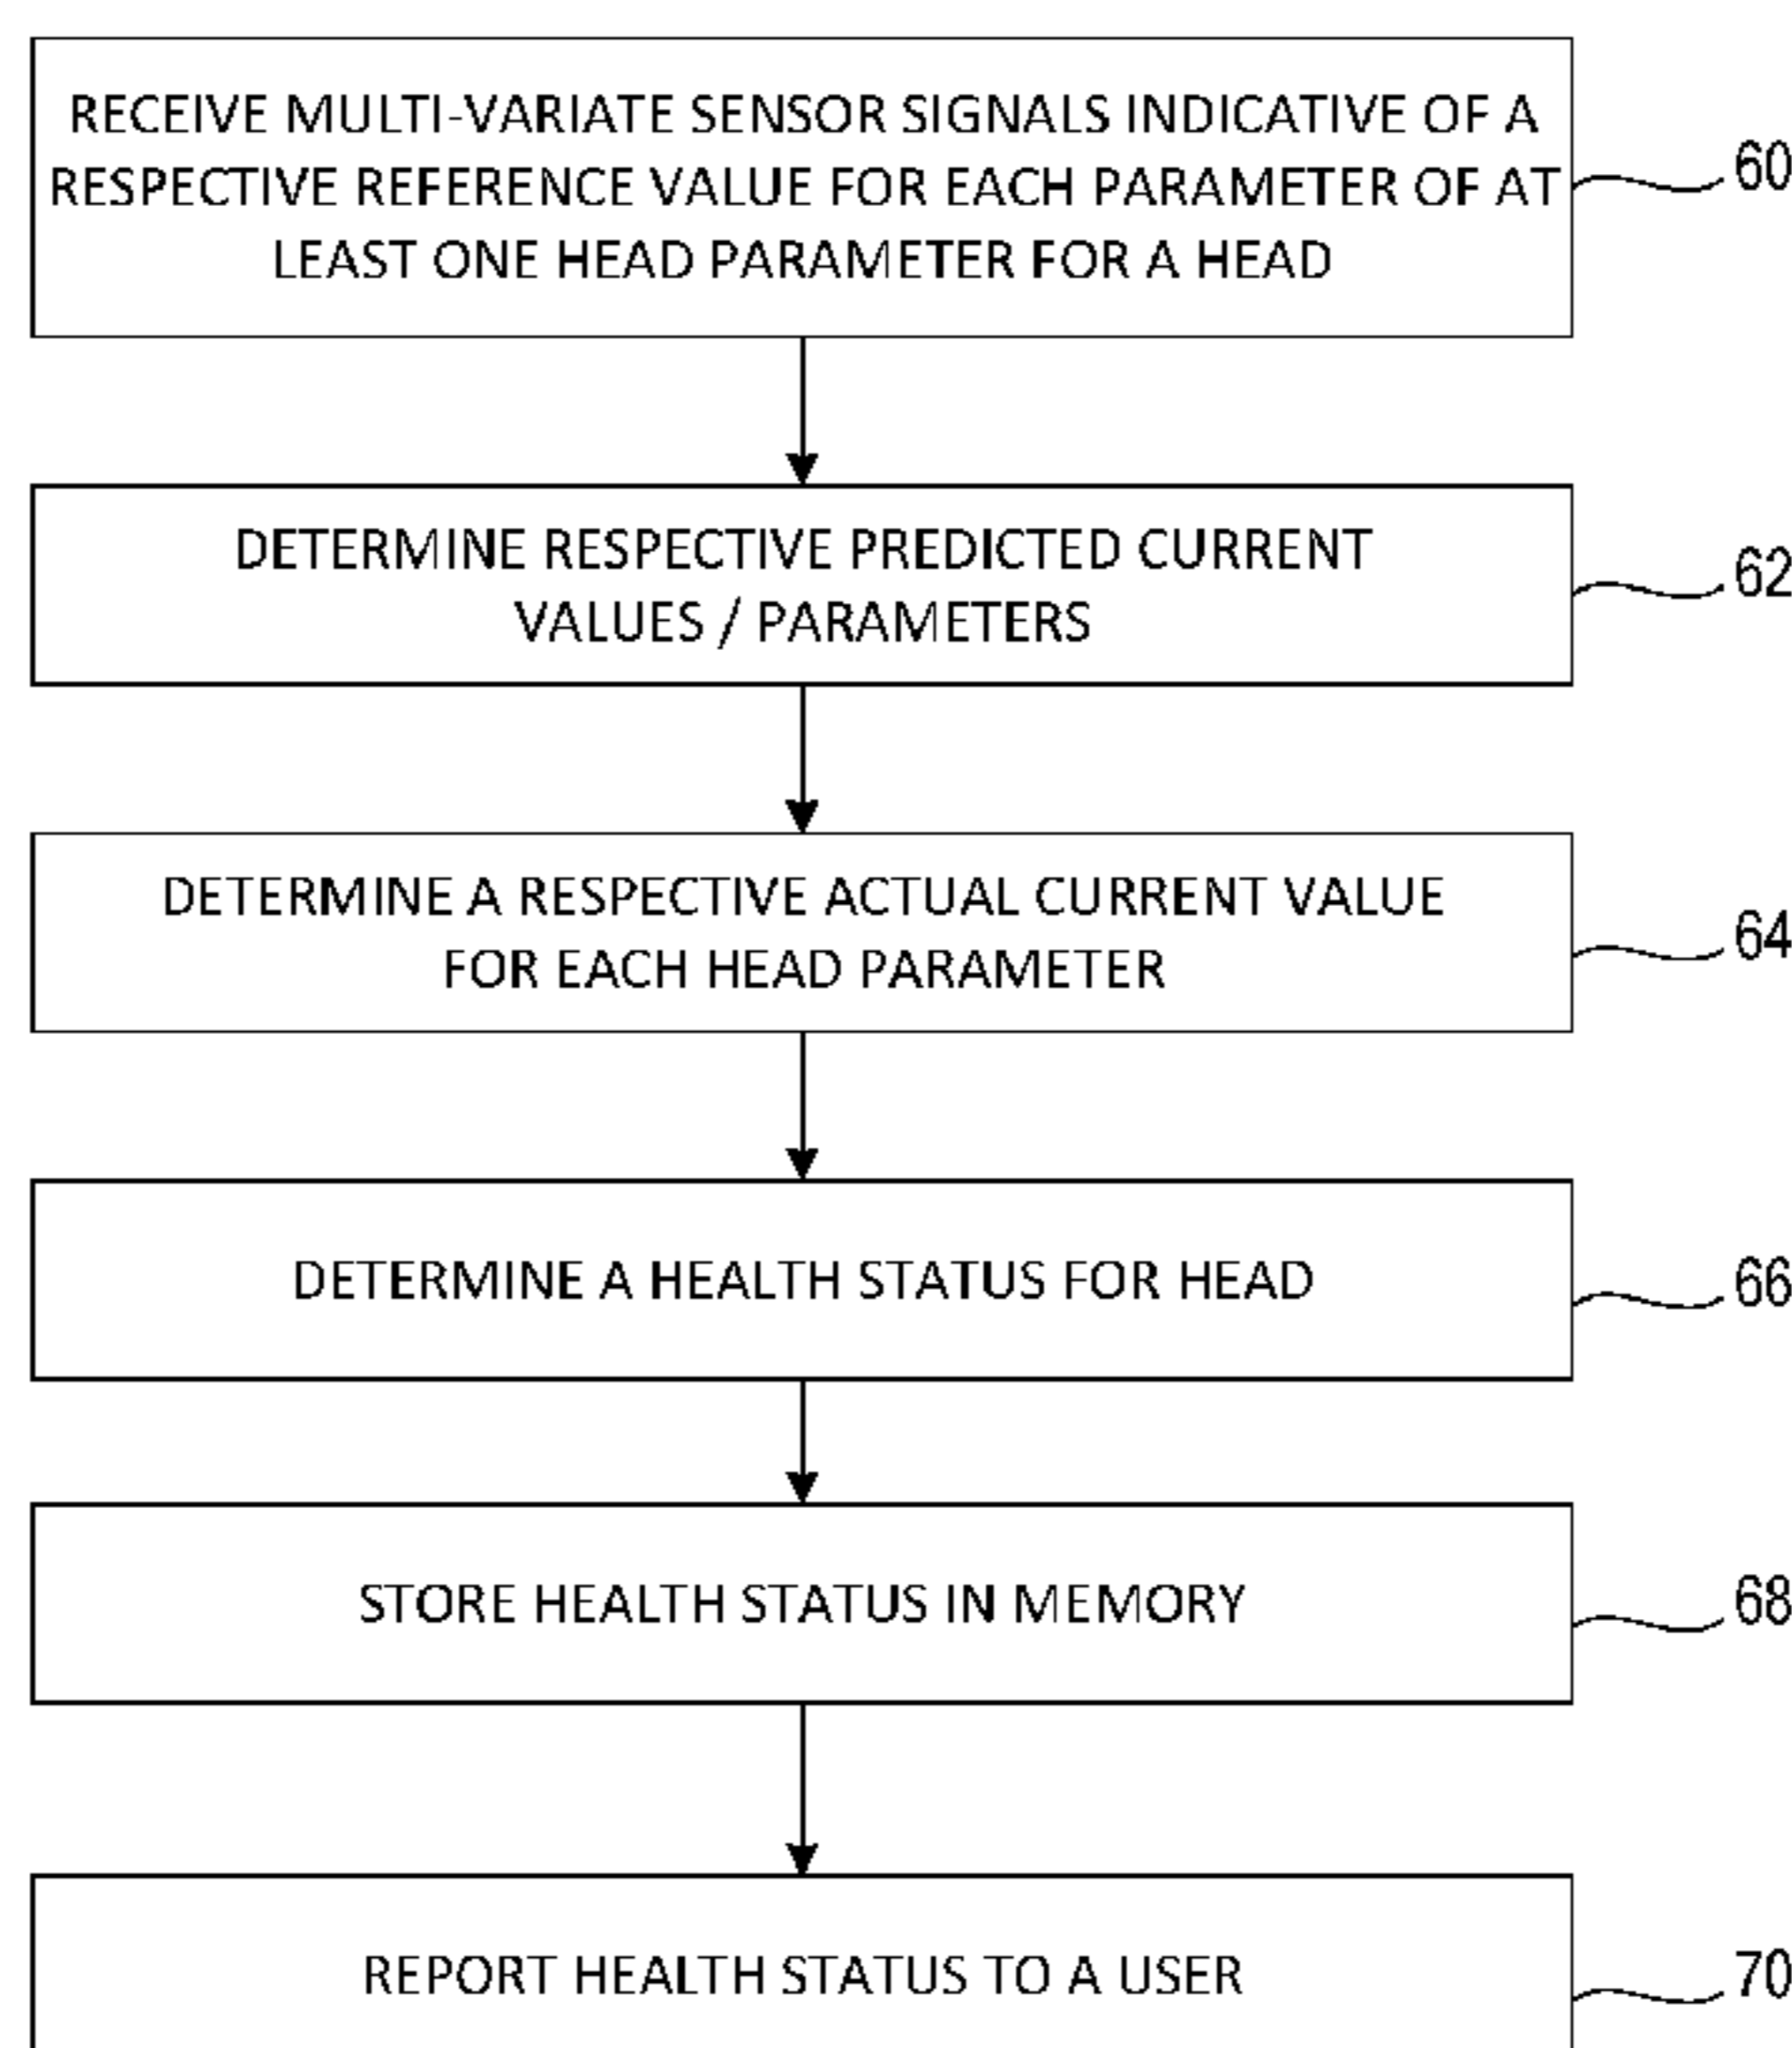 RECEIVE MULTI-VARIATE SENSOR SIGNALS INDICATIVE OF A
RESPECTIVE REFERENCE VALUE FOR EACH PARAMETER OF AT
LEAST ONE HEAD PARAMETER FOR A HEAD
60
DETERMINE RESPECTIVE PREDICTED CURRENT
VALUES / PARAMETERS
62
DETERMINE A RESPECTIVE ACTUAL CURRENT VALUE
FOR EACH HEAD PARAMETER
64
DETERMINE A HEALTH STATUS FOR HEAD
66
STORE HEALTH STATUS IN MEMORY
68
REPORT HEALTH STATUS TO A USER
70